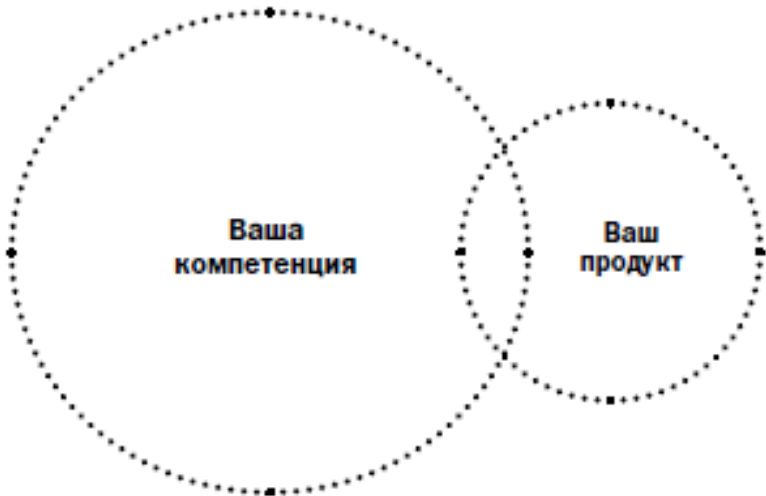 Ваша
компетенция
Ваш
продукт